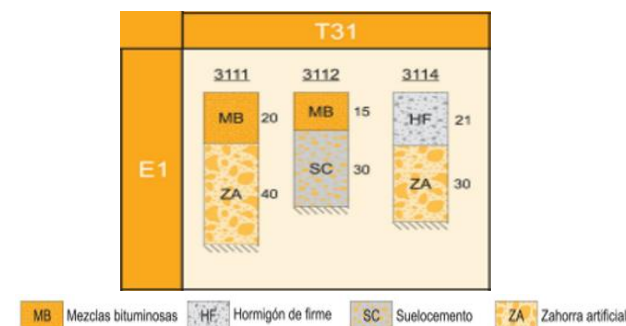 T31
E1
3111 3112 3114
MB 20 MB 15 HF 21
ZA 40 SC 30 ZA 30
MB Mezclas bituminosas HF Hormigón de firme SC Suelocemento ZA Zahorra artificial